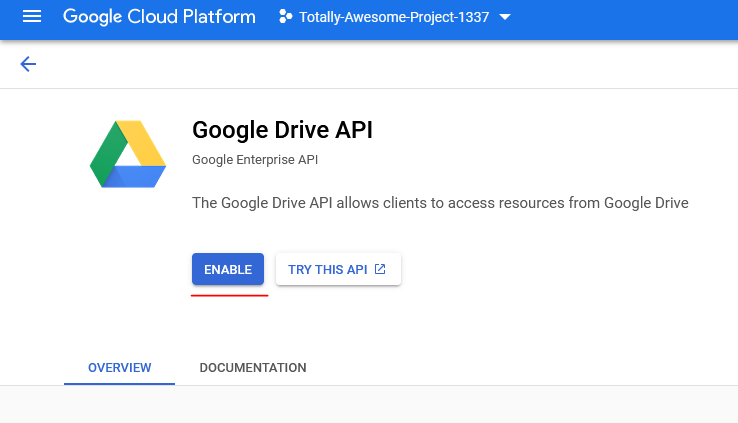 Google Cloud Platform Totally-Awesome-Project-1337
Google Drive API
Google Enterprise API
The Google Drive API allows clients to access resources from Google Drive
ENABLE TRY THIS API
OVERVIEW DOCUMENTATION